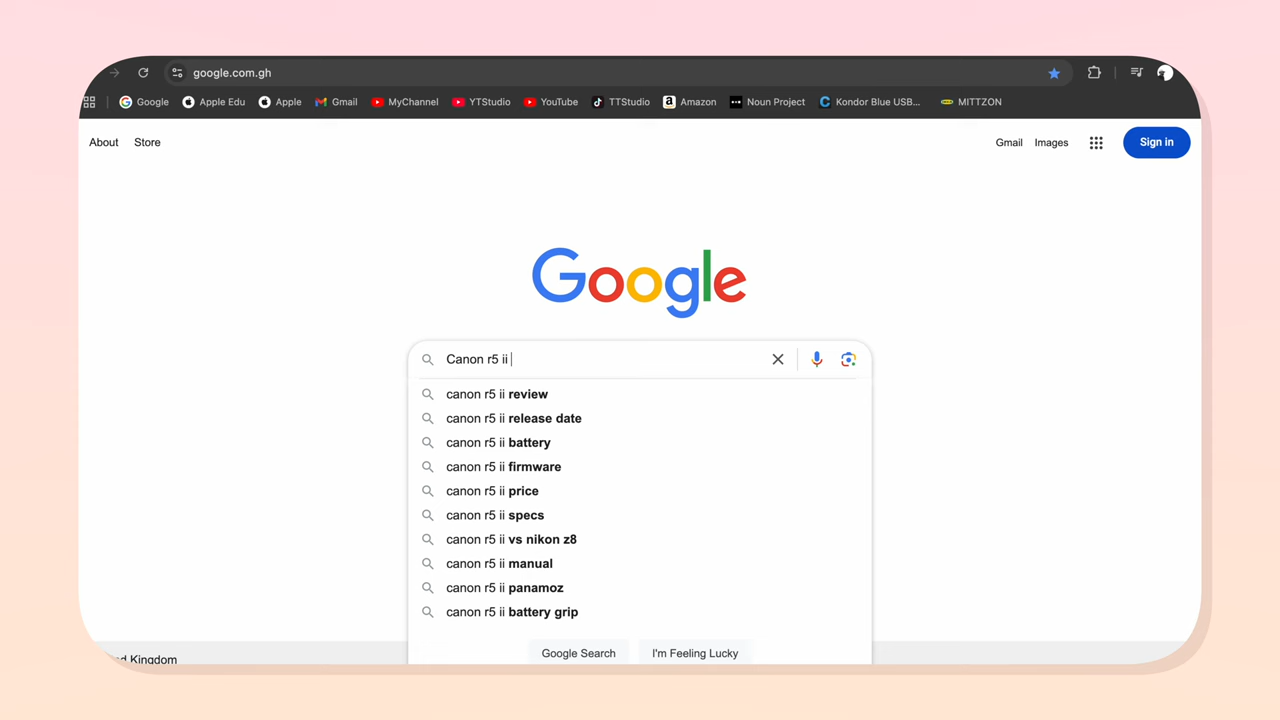 google.com.gh
Google Apple Edu Apple Gmail MyChannel YTStudio YouTube TTStudio Amazon Noun Project Kondor Blue USB... MITTZON
About Store Gmail Images Sign in
Google
Canon r5 ii
canon r5 ii review
canon r5 ii release date
canon r5 ii battery
canon r5 ii firmware
canon r5 ii price
canon r5 ii specs
canon r5 ii vs nikon z8
canon r5 ii manual
canon r5 ii panamoz
canon r5 ii battery grip
Google Search I'm Feeling Lucky
Kingdom